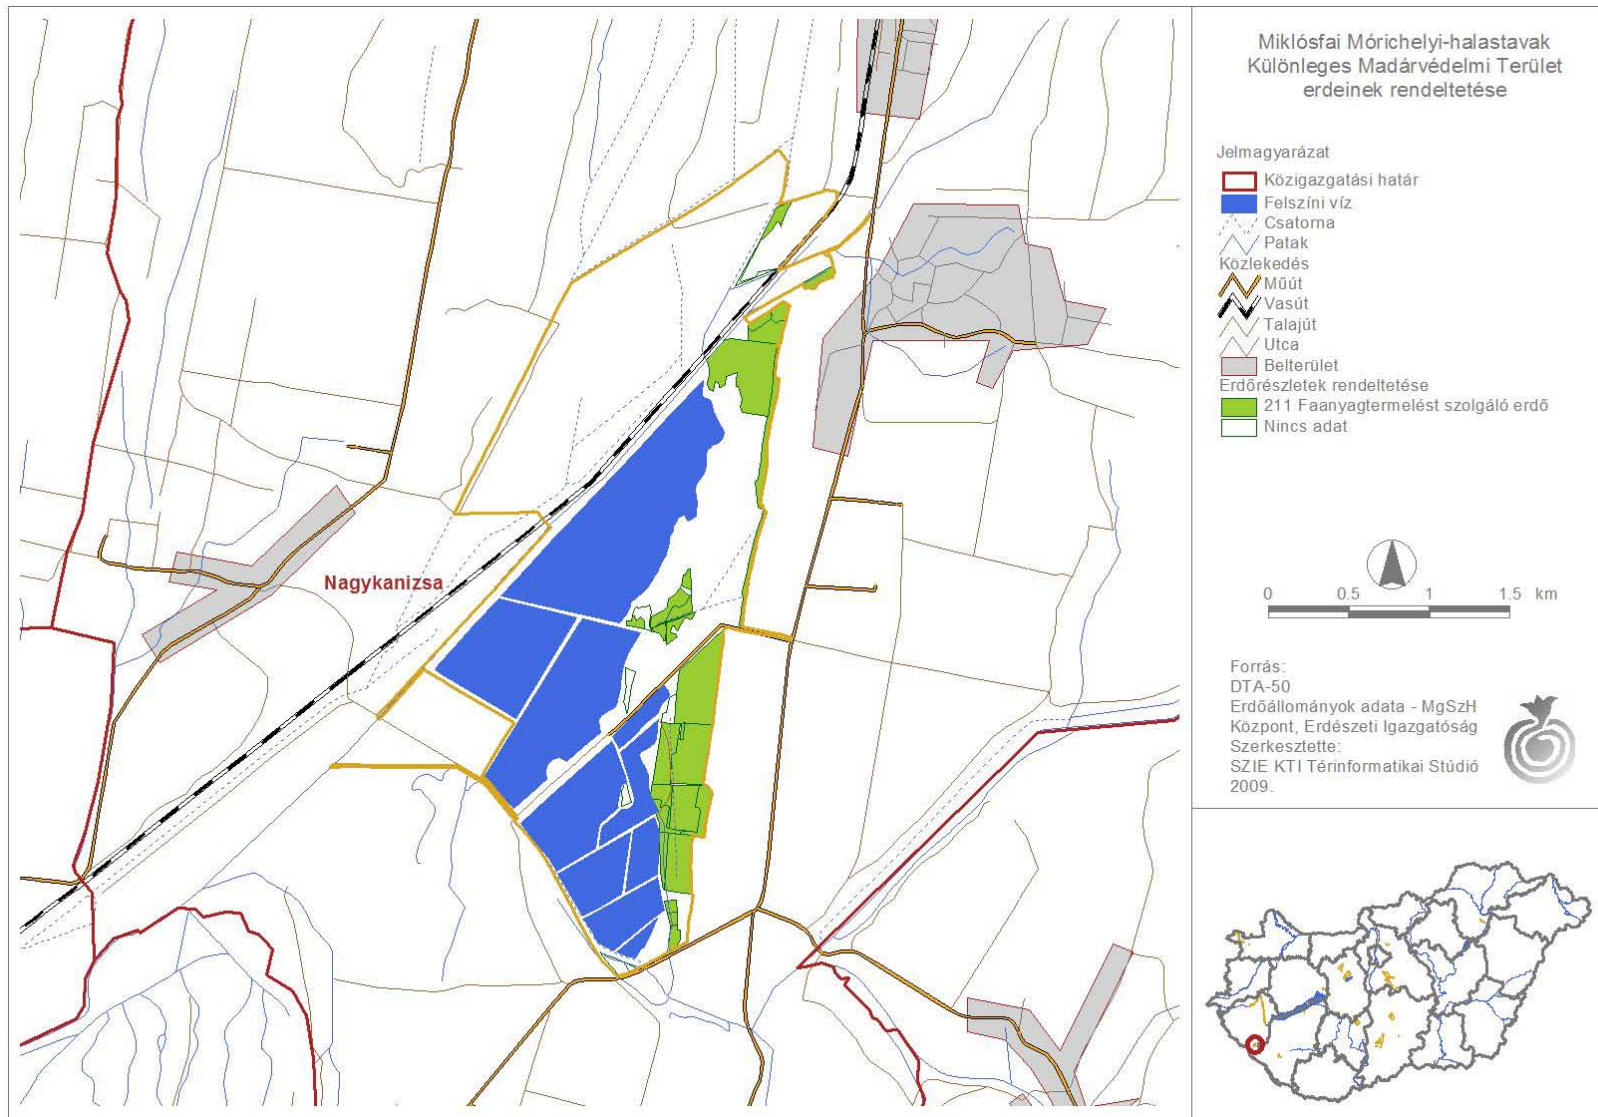 Miklósfai Mórichelyi-halastavak
Különleges Madárvédelmi Terület
erdeinek rendeltetése
Jelmagyarázat
Közigazgatási határ
Felszíni víz
Csatorna
Patak
Közlekedés
Műút
Vasút
Talajút
Utca
Belterület
Erdőrészletek rendeltetése
211 Faanyagtermelést szolgáló erdő
Nincs adat
Nagykanizsa
0 0.5 1 1.5 km
Forrás:
DTA-50
Erdőállományok adata - MgSzH
Központ, Erdészeti Igazgatóság
Szerkesztette:
SZIE KTI Térinformatikai Stúdió
2009.